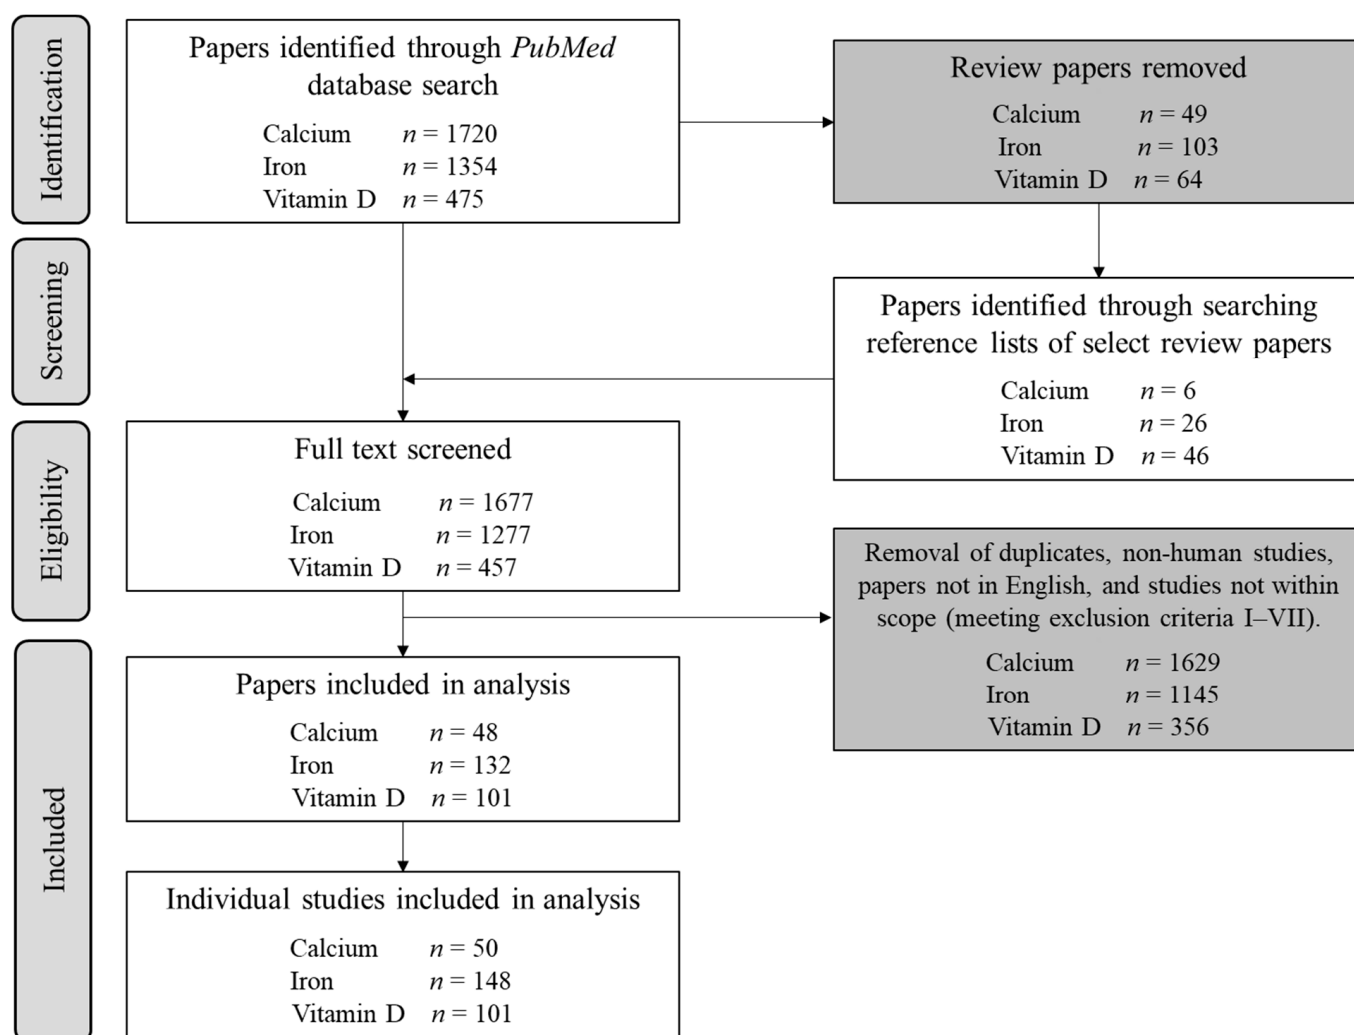 Identification
Papers identified through PubMed
database search
Calcium n = 1720
Iron n = 1354
Vitamin D n = 475
Review papers removed
Calcium n = 49
Iron n = 103
Vitamin D n = 64
Screening
Papers identified through searching
reference lists of select review papers
Calcium n = 6
Iron n = 26
Vitamin D n = 46
Eligibility
Full text screened
Calcium n = 1677
Iron n = 1277
Vitamin D n = 457
Removal of duplicates, non-human studies,
papers not in English, and studies not within
scope (meeting exclusion criteria I–VII).
Calcium n = 1629
Iron n = 1145
Vitamin D n = 356
Included
Papers included in analysis
Calcium n = 48
Iron n = 132
Vitamin D n = 101
Individual studies included in analysis
Calcium n = 50
Iron n = 148
Vitamin D n = 101